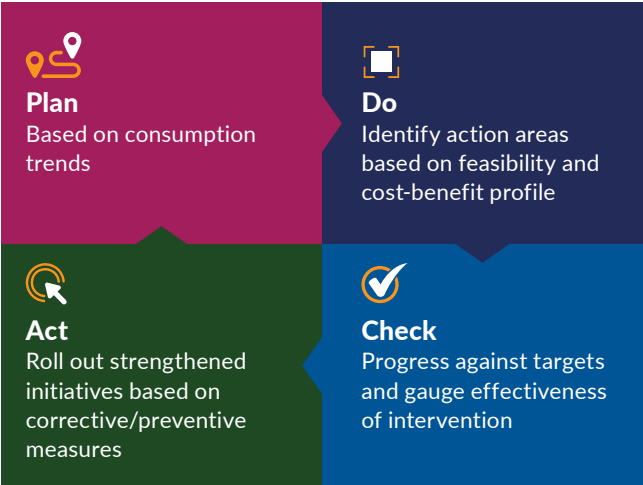 Plan
Based on consumption
trends
Do
Identify action areas
based on feasibility and
cost-benefit profile
Act
Roll out strengthened
initiatives based on
corrective/preventive
measures
Check
Progress against targets
and gauge effectiveness
of intervention